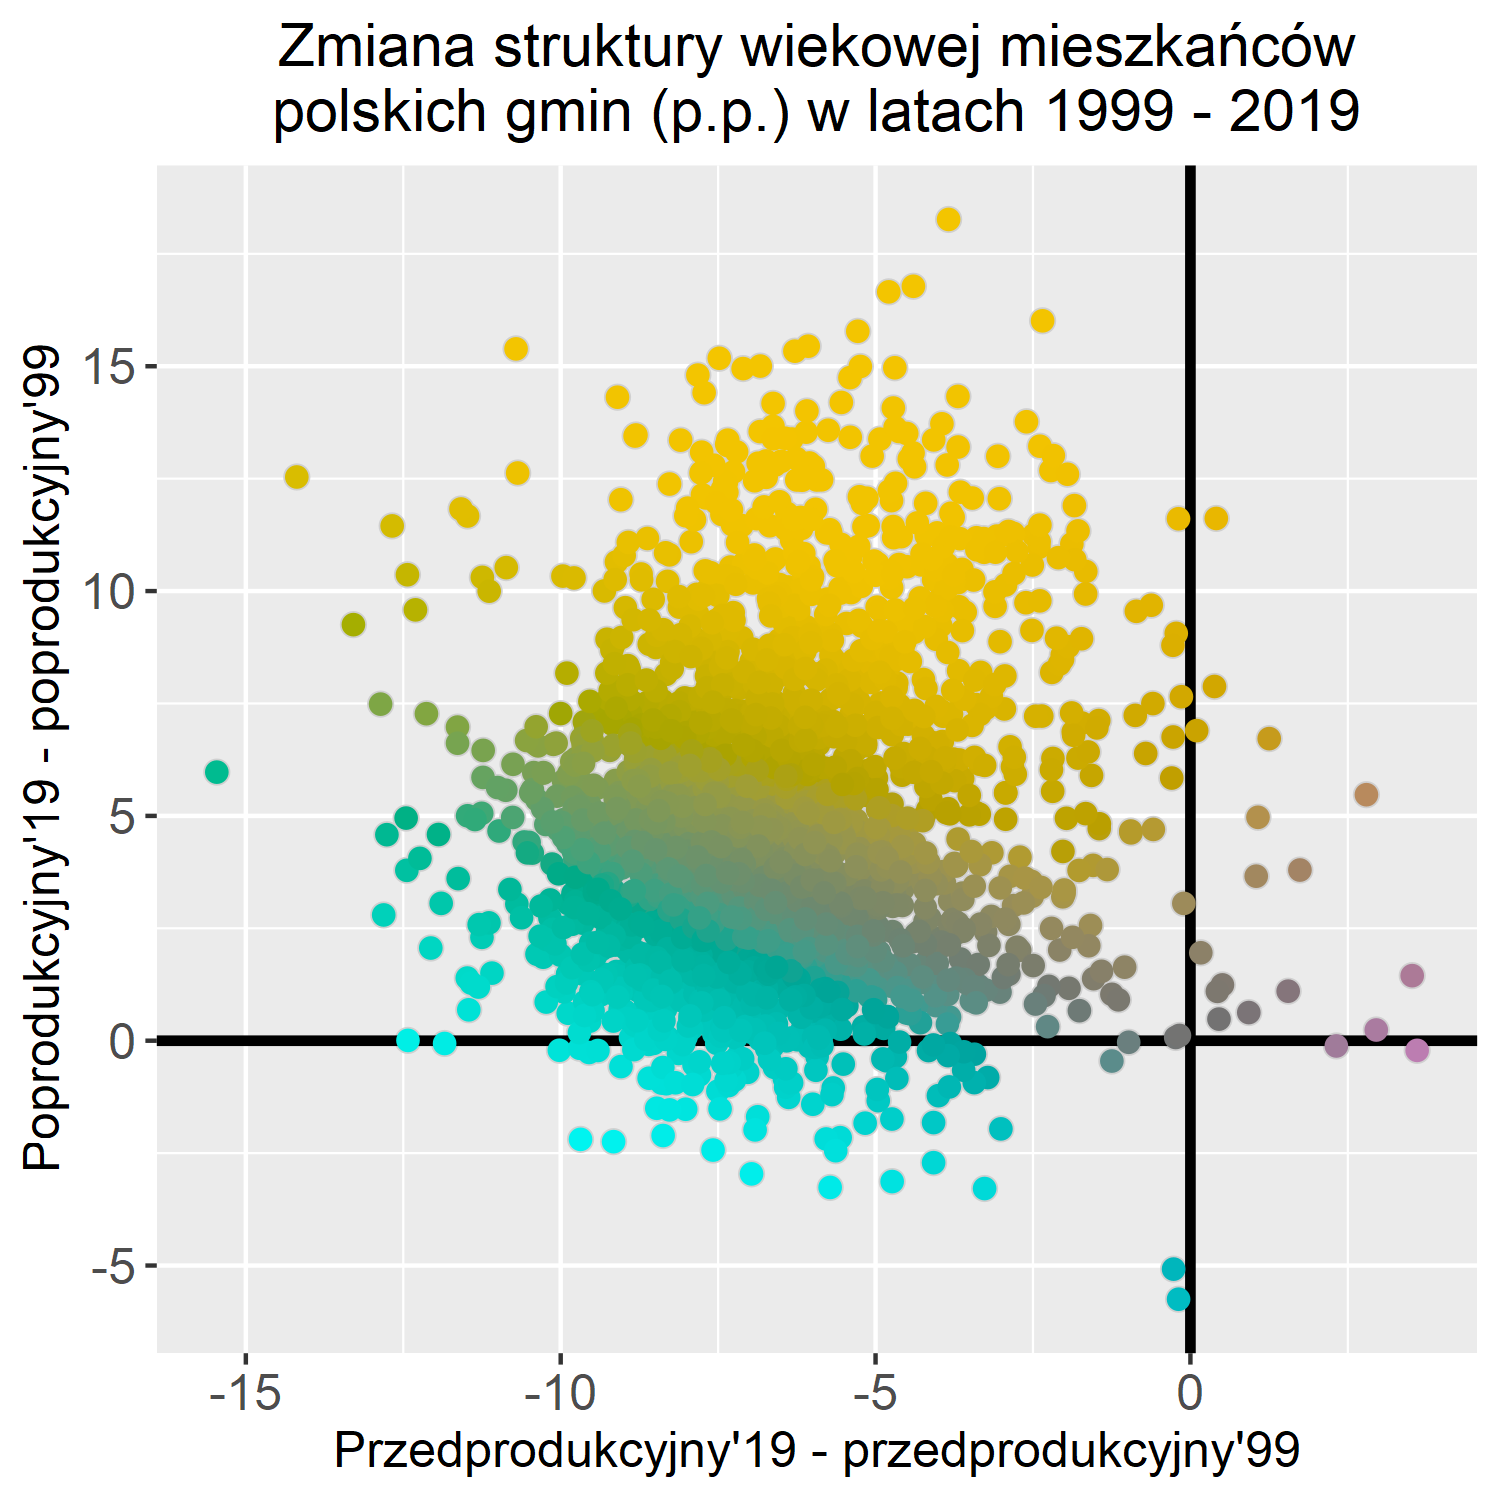 Zmiana struktury wiekowej mieszkańców
polskich gmin (p.p.) w latach 1999 - 2019
Poprodukcyjny'19 - poprodukcyjny'99
15
10
5
0
-5
-15
-10
-5
0
Przedprodukcyjny'19 - przedprodukcyjny'99